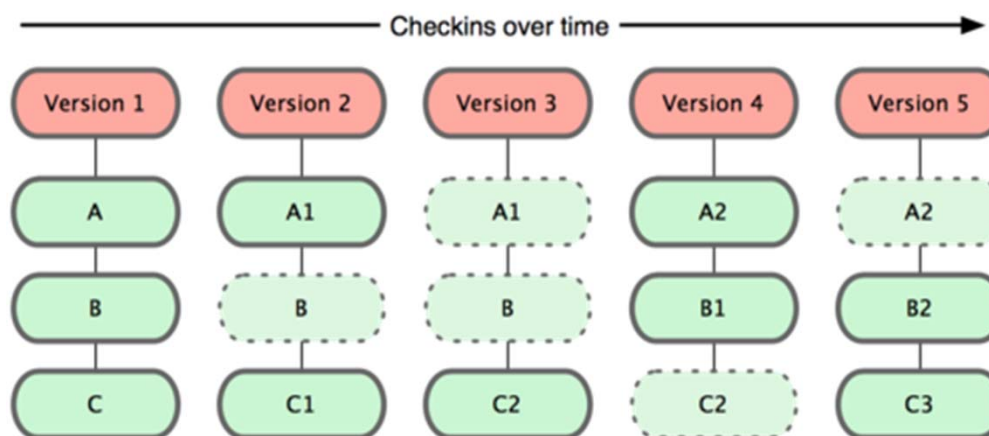 Checkins over time
Version 1 Version 2 Version 3 Version 4 Version 5
A A1 A1 A2 A2
B B B B1 B2
C C1 C2 C2 C3